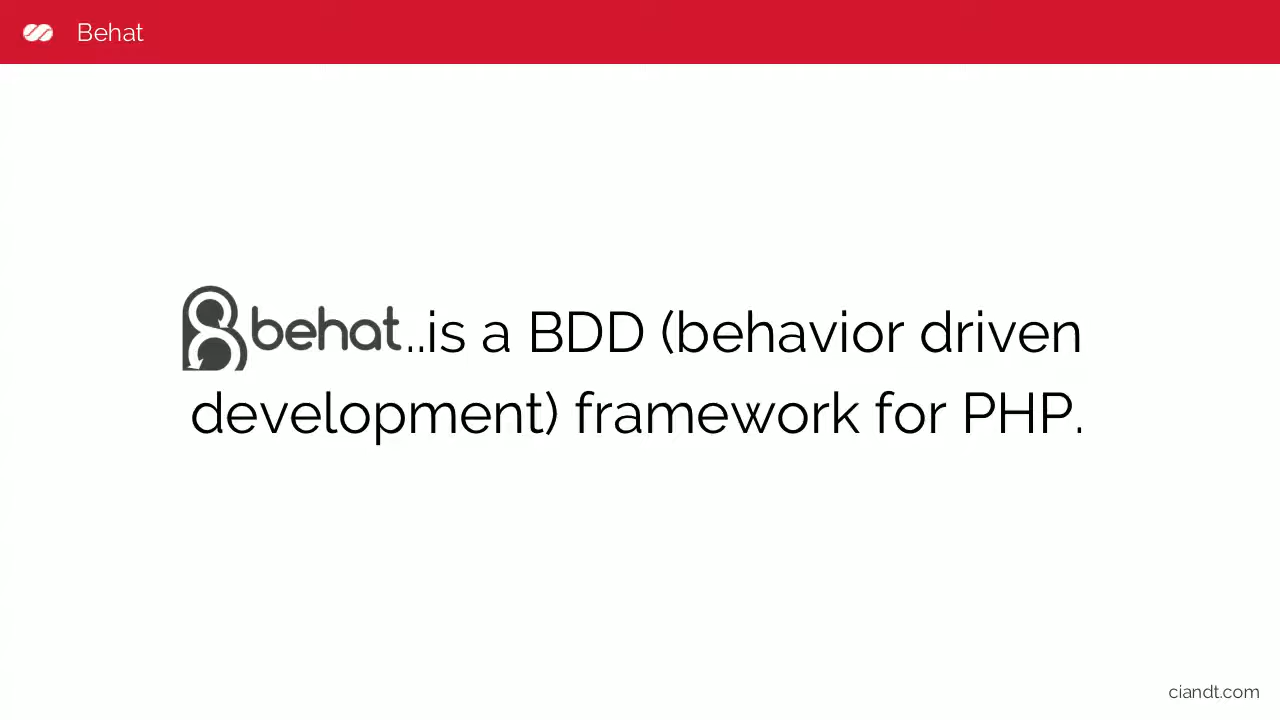 Behat
behat..is a BDD (behavior driven
development) framework for PHP.
ciandt.com